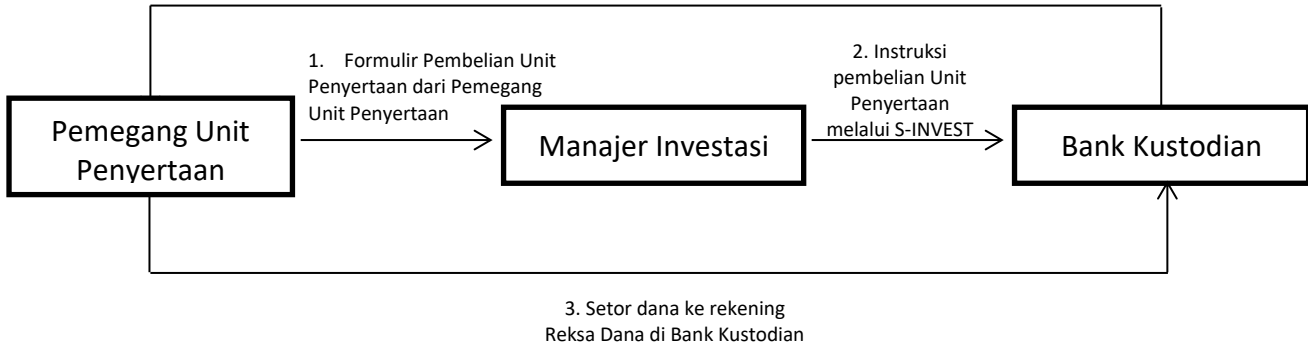 1. Formulir Pembelian Unit
Penyertaan dari Pemegang
Unit Penyertaan
2. Instruksi
pembelian Unit
Penyertaan
melalui S-INVEST
Pemegang Unit
Penyertaan
Manajer Investasi
Bank Kustodian
3. Setor dana ke rekening
Reksa Dana di Bank Kustodian